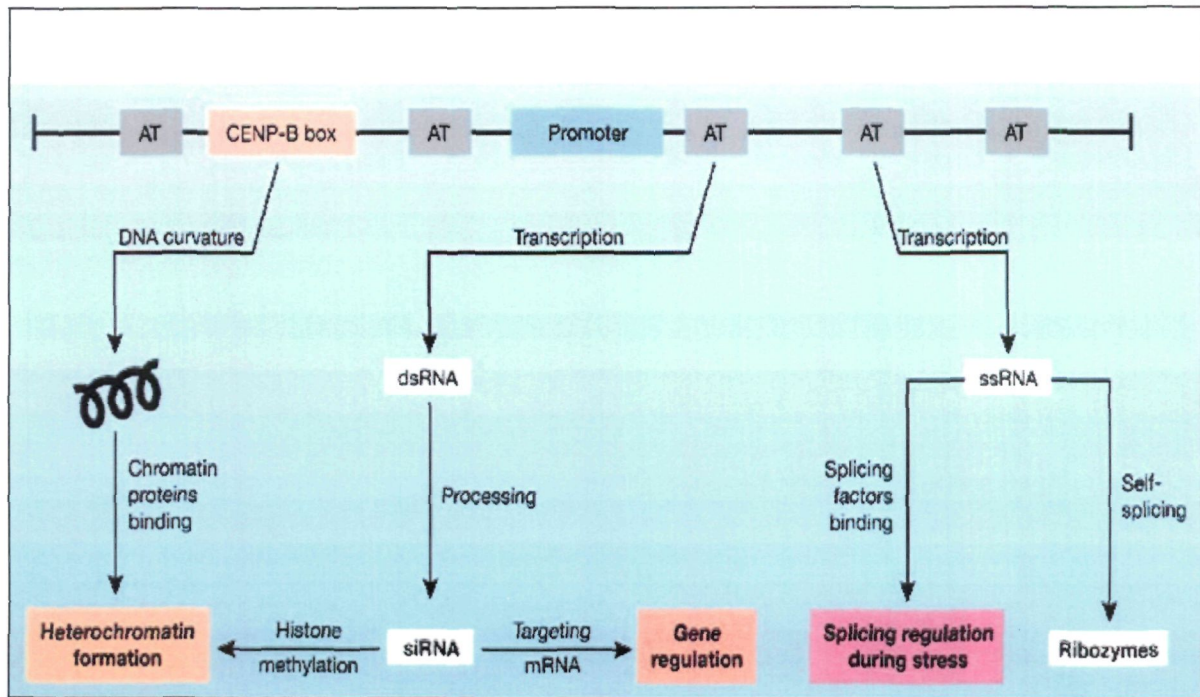 AT
CENP-B box
AT
Promoter
AT
AT
AT
DNA curvature
Transcription
Transcription
dsRNA
ssRNA
Chromatin
proteins
binding
Processing
Splicing
factors
binding
Self-
splicing
Heterochromatin
formation
Histone
methylation
siRNA
Targeting
mRNA
Gene
regulation
Splicing regulation
during stress
Ribozymes